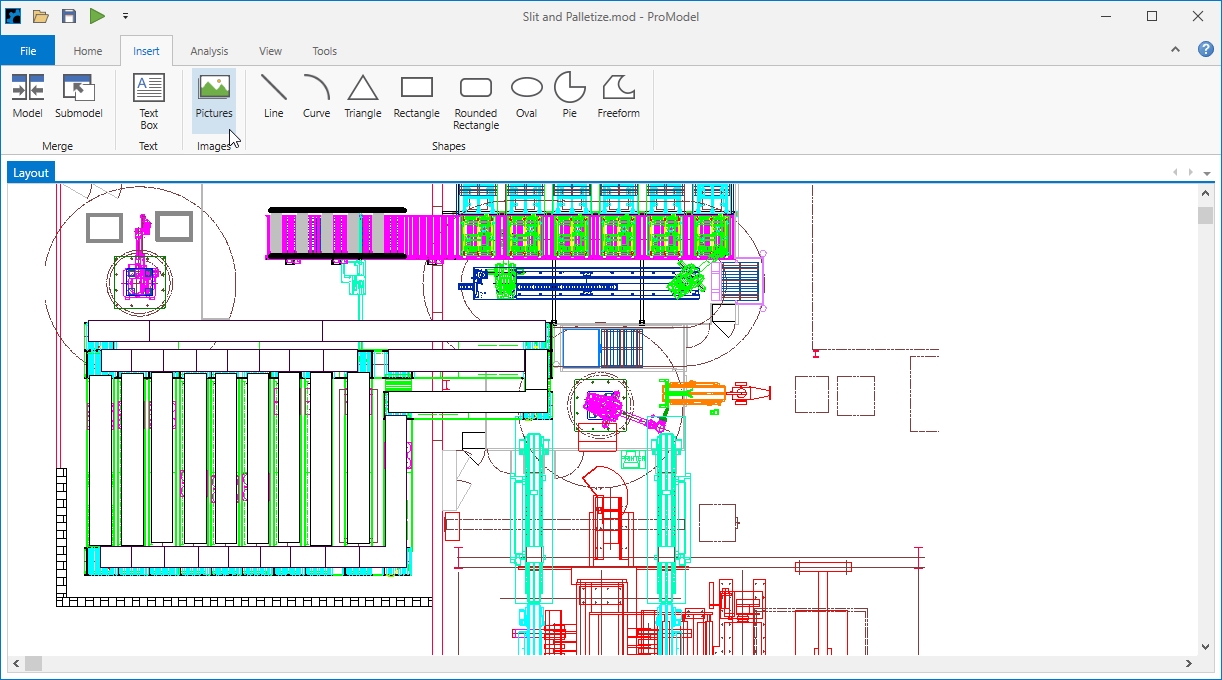 Slit and Palletize.mod - ProModel
File Home Insert Analysis View Tools
Model Submodel Text Box Pictures Line Curve Triangle Rectangle Rounded Rectangle Oval Pie Freeform
Merge Text Images Shapes
Layout
PRINTER